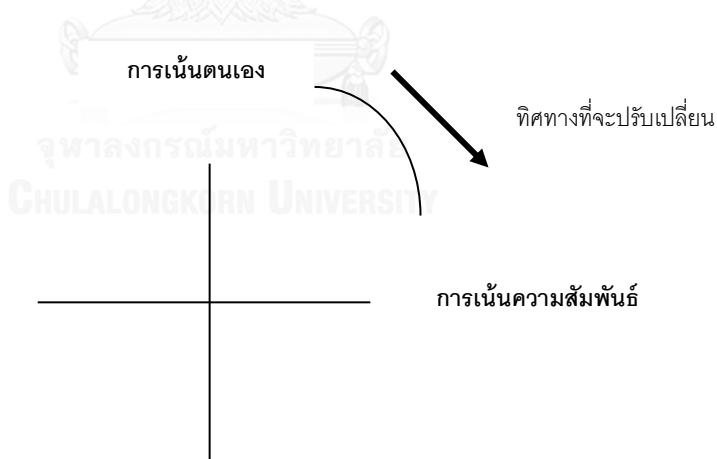 การเน้นตนเอง
ทิศทางที่จะปรับเปลี่ยน
จุฬาลงกรณ์มหาวิทยาลัย
CHULALONGKORN UNIVERSITY
การเน้นความสัมพันธ์